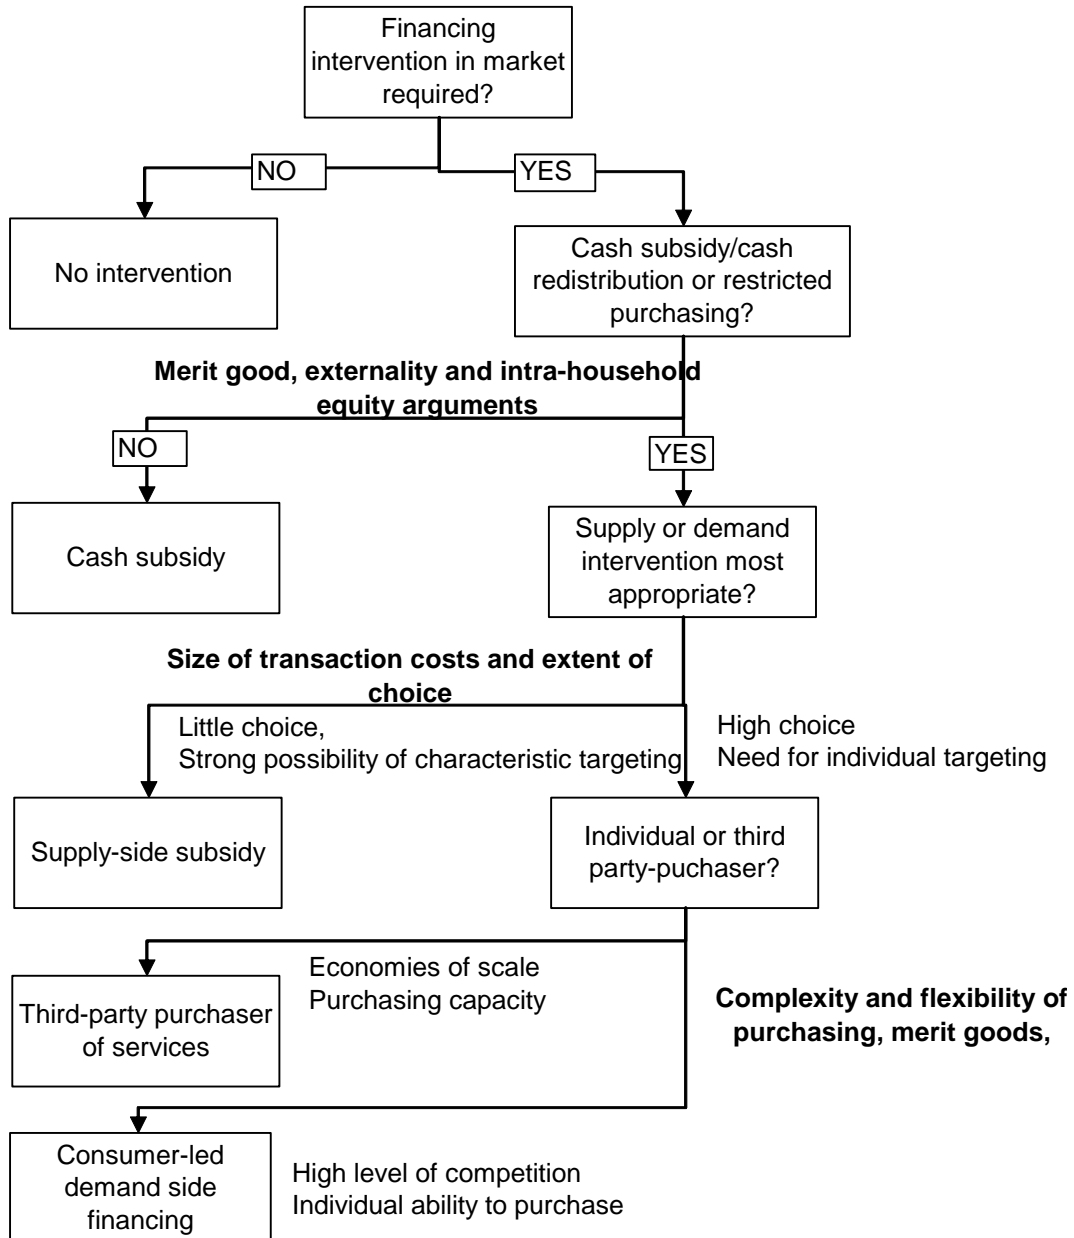 Financing
intervention in market
required?
NO
YES
No intervention
Cash subsidy/cash
redistribution or restricted
purchasing?
Merit good, externality and intra-household
equity arguments
NO
YES
Cash subsidy
Supply or demand
intervention most
appropriate?
Size of transaction costs and extent of
choice
Little choice,
Strong possibility of characteristic targeting
High choice
Need for individual targeting
Supply-side subsidy
Individual or third
party-puchaser?
Economies of scale
Purchasing capacity
Third-party purchaser
of services
Complexity and flexibility of
purchasing, merit goods,
Consumer-led
demand side
financing
High level of competition
Individual ability to purchase